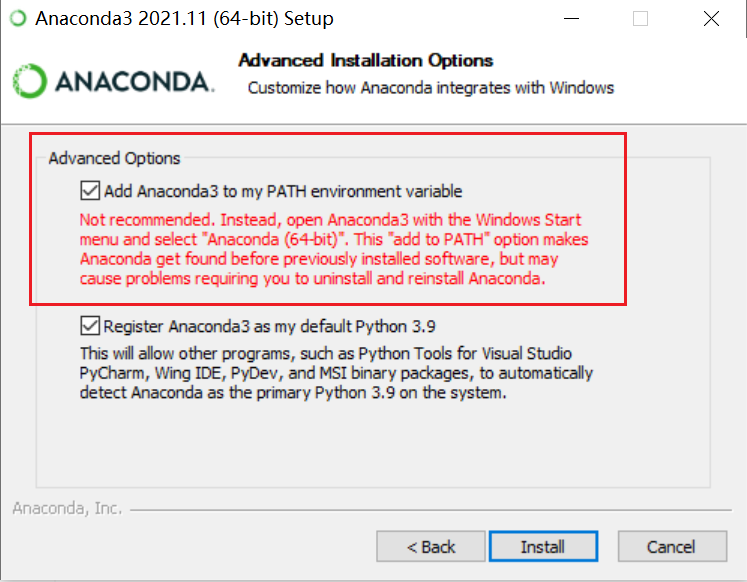 Anaconda3 2021.11 (64-bit) Setup
ANACONDA.
Advanced Installation Options
Customize how Anaconda integrates with Windows
Advanced Options
Add Anaconda3 to my PATH environment variable
Not recommended. Instead, open Anaconda3 with the Windows Start
menu and select "Anaconda (64-bit)". This "add to PATH" option makes
Anaconda get found before previously installed software, but may
cause problems requiring you to uninstall and reinstall Anaconda.
Register Anaconda3 as my default Python 3.9
This will allow other programs, such as Python Tools for Visual Studio
PyCharm, Wing IDE, PyDev, and MSI binary packages, to automatically
detect Anaconda as the primary Python 3.9 on the system.
Anaconda, Inc.
< Back
Install
Cancel